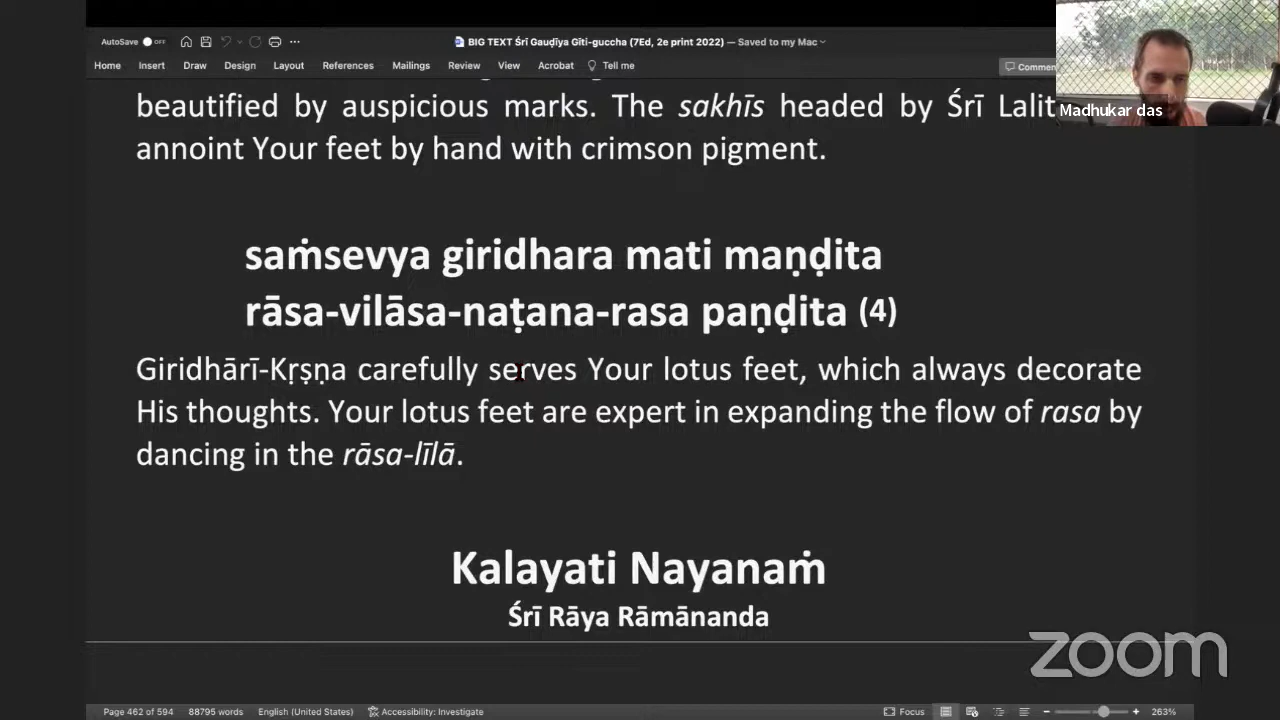 AutoSave OFF
BIG TEXT Śrī Gauḍīya Gīti-guccha (7Ed, 2e print 2022) — Saved to my Mac
Home Insert Draw Design Layout References Mailings Review View Acrobat Tell me
Madhukar das
beautified by auspicious marks. The sakhīs headed by Śrī
annoint Your feet by hand with crimson pigment.
saṁsevya giridhara mati maṇḍita
rāsa-vilāsa-naṭana-rasa paṇḍita (4)
Giridhārī-Kṛṣṇa carefully serves Your lotus feet, which always decorate
His thoughts. Your lotus feet are expert in expanding the flow of rasa by
dancing in the rāsa-līlā.
Kalayati Nayanaṁ
Śrī Rāya Rāmānanda
zoom
Page 462 of 594 88795 words English (United States) Accessibility: Investigate Focus 263%